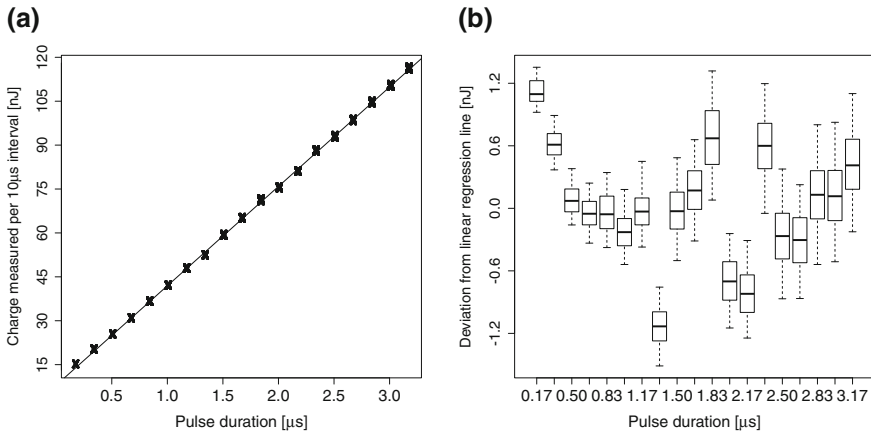 (a)
Charge measured per 10μs interval [nJ]
120
105
90
75
60
45
30
15
0.5 1.0 1.5 2.0 2.5 3.0
Pulse duration [μs]
(b)
Deviation from linear regression line [nJ]
1.2
0.6
0.0
-0.6
-1.2
0.17 0.50 0.83 1.17 1.50 1.83 2.17 2.50 2.83 3.17
Pulse duration [μs]